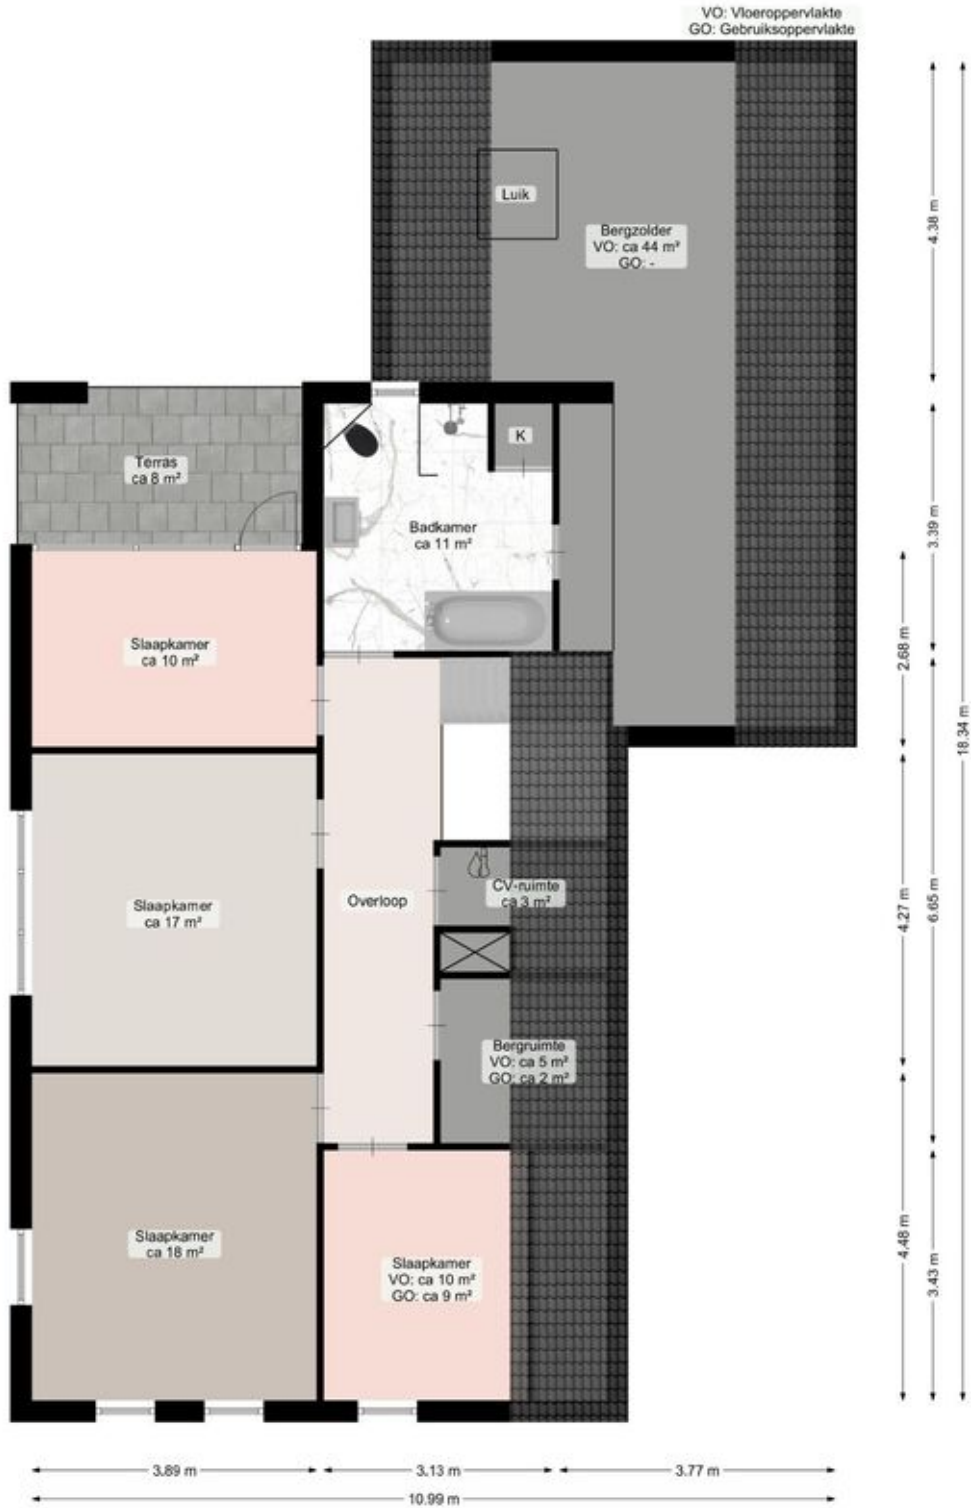 VO: Vloeroppervlakte
GO: Gebruiksoppervlakte
Luik
Bergzolder
VO: ca 44 m²
GO: -
4.38 m
K
Terras
ca 8 m²
Badkamer
ca 11 m²
3.39 m
Slaapkamer
ca 10 m²
2.68 m
18.34 m
Slaapkamer
ca 17 m²
Overloop
CV-ruimte
ca 3 m²
4.27 m
6.65 m
Bergruimte
VO: ca 5 m²
GO: ca 2 m²
Slaapkamer
ca 18 m²
Slaapkamer
VO: ca 10 m²
GO: ca 9 m²
4.48 m
3.43 m
3.89 m
3.13 m
3.77 m
10.99 m